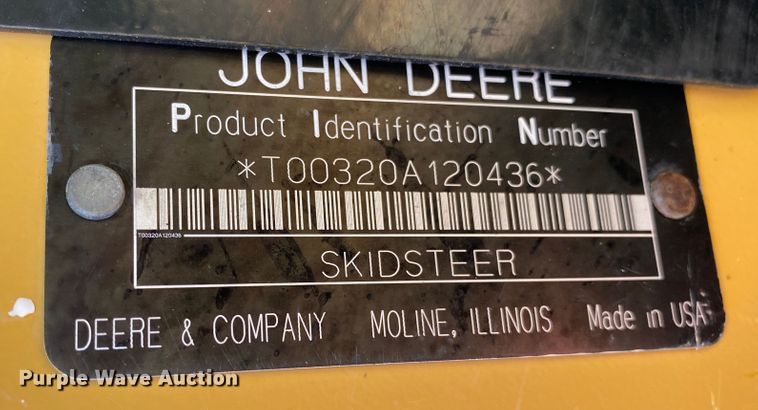 JOHN DEERE
Product Identification Number
*T00320A120436*
T00320A120436
SKIDSTEER
DEERE & COMPANY MOLINE, ILLINOIS Made in USA
Purple Wave Auction